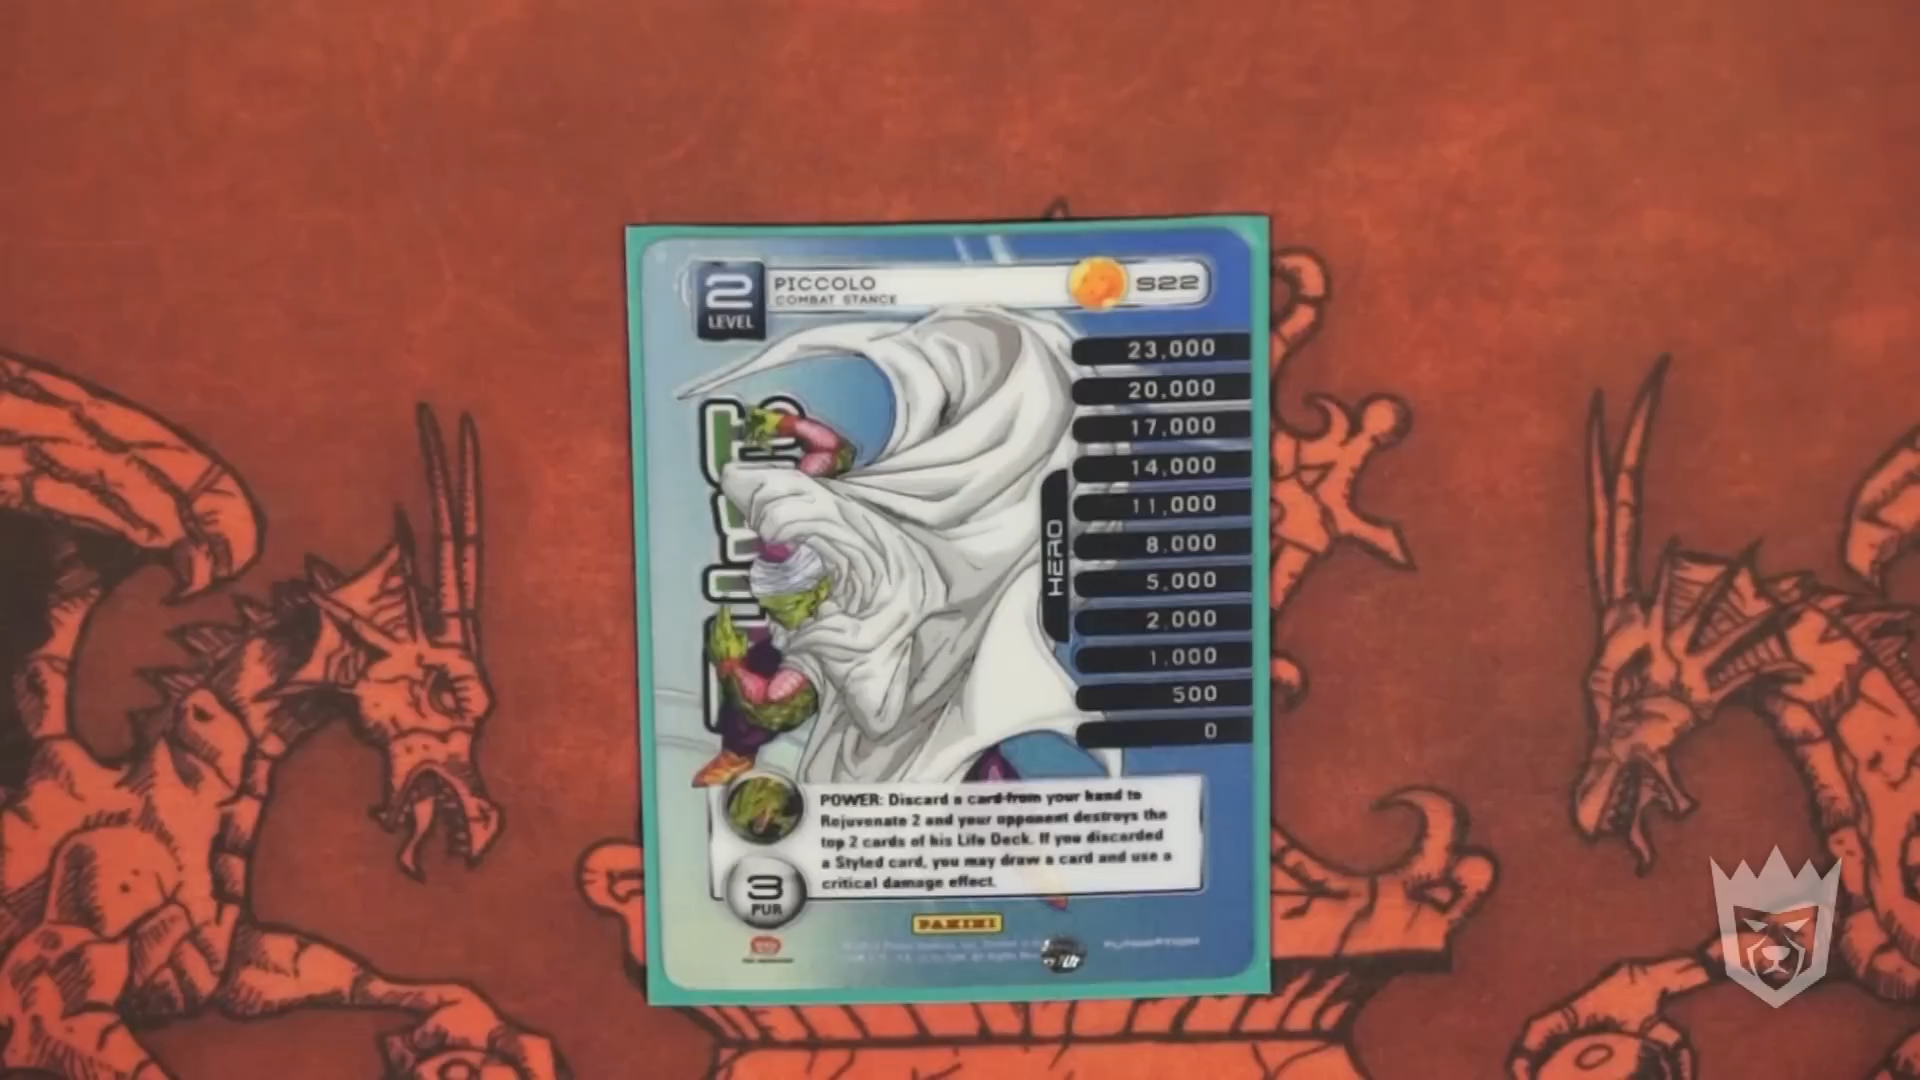 2
LEVEL
PICCOLO
COMBAT STANCE
S22
23,000
20,000
17,000
14,000
11,000
8,000
5,000
2,000
1,000
500
0
HERO
POWER: Discard a card from your hand to
Rejuvenate 2 and your opponent destroys the
top 2 cards of his Life Deck. If you discarded
a Styled card, you may draw a card and use a
critical damage effect.
3
PUR
PANINI
FUNIMATION